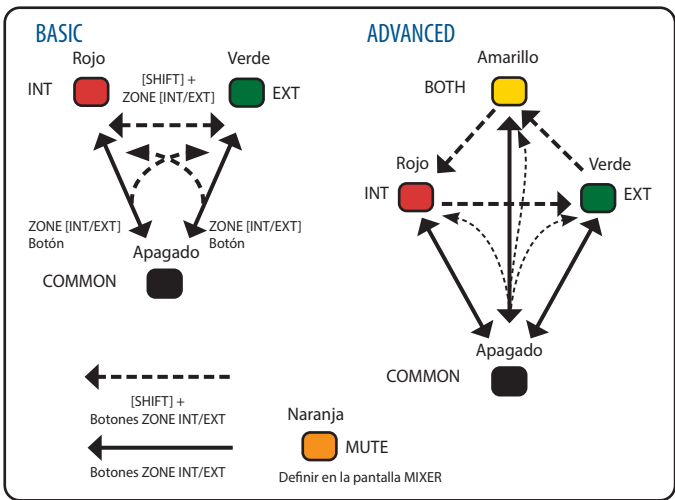 BASIC
Rojo
Verde
INT
[SHIFT] +
ZONE [INT/EXT]
EXT
ZONE [INT/EXT]
Botón
ZONE [INT/EXT]
Botón
Apagado
COMMON
ADVANCED
Amarillo
BOTH
Rojo
INT
Verde
EXT
Apagado
COMMON
[SHIFT] +
Botones ZONE INT/EXT
Botones ZONE INT/EXT
Naranja
MUTE
Definir en la pantalla MIXER